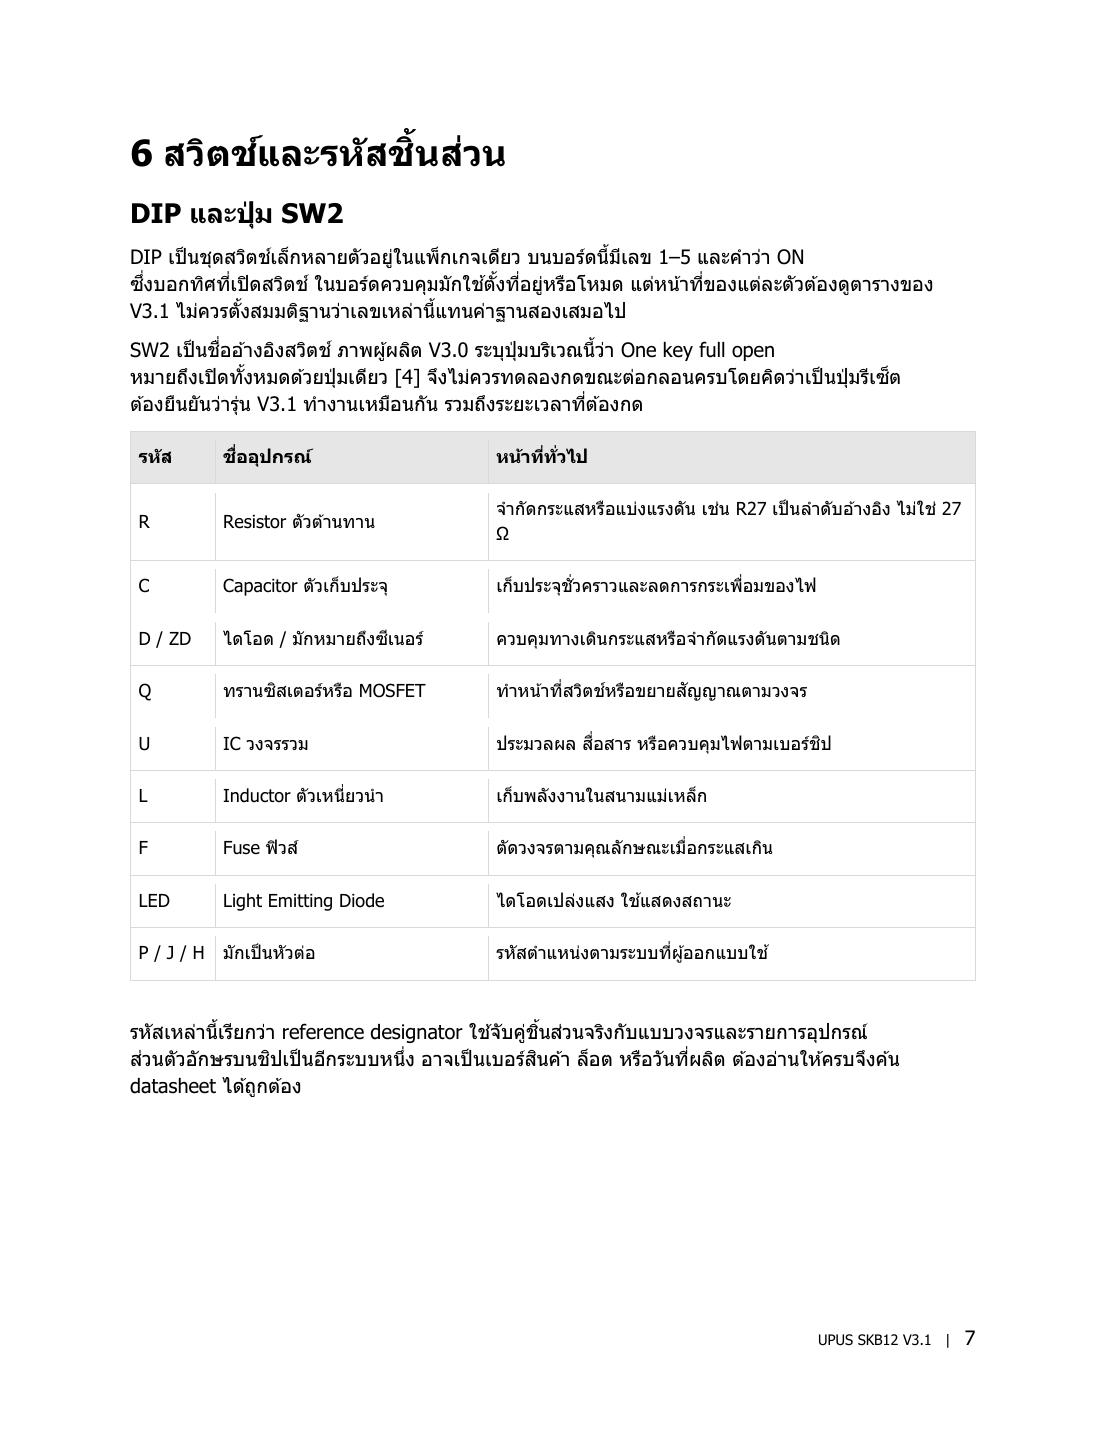 6 สวิตช์และรหัสชิ้นส่วน
DIP และปุ่ม SW2
DIP เป็นชุดสวิตช์เล็กหลายตัวอยู่ในแพ็กเกจเดียว บนบอร์ดนี้มีเลข 1–5 และคำว่า ON
ซึ่งบอกทิศที่เปิดสวิตช์ ในบอร์ดควบคุมมักใช้ตั้งที่อยู่หรือโหมด แต่หน้าที่ของแต่ละตัวต้องดูตารางของ
V3.1 ไม่ควรตั้งสมมติฐานว่าเลขเหล่านี้แทนค่าฐานสองเสมอไป
SW2 เป็นชื่ออ้างอิงสวิตช์ ภาพผู้ผลิต V3.0 ระบุปุ่มบริเวณนี้ว่า One key full open
หมายถึงเปิดทั้งหมดด้วยปุ่มเดียว [4] จึงไม่ควรทดลองกดขณะต่อกลอนครบโดยคิดว่าเป็นปุ่มรีเซ็ต
ต้องยืนยันว่ารุ่น V3.1 ทำงานเหมือนกัน รวมถึงระยะเวลาที่ต้องกด
รหัส ชื่ออุปกรณ์ หน้าที่ทั่วไป
R Resistor ตัวต้านทาน จำกัดกระแสหรือแบ่งแรงดัน เช่น R27 เป็นลำดับอ้างอิง ไม่ใช่ 27
Ω
C Capacitor ตัวเก็บประจุ เก็บประจุชั่วคราวและลดการกระเพื่อมของไฟ
D / ZD ไดโอด / มักหมายถึงซีเนอร์ ควบคุมทางเดินกระแสหรือจำกัดแรงดันตามชนิด
Q ทรานซิสเตอร์หรือ MOSFET ทำหน้าที่สวิตช์หรือขยายสัญญาณตามวงจร
U IC วงจรรวม ประมวลผล สื่อสาร หรือควบคุมไฟตามเบอร์ชิป
L Inductor ตัวเหนี่ยวนำ เก็บพลังงานในสนามแม่เหล็ก
F Fuse ฟิวส์ ตัดวงจรตามคุณลักษณะเมื่อกระแสเกิน
LED Light Emitting Diode ไดโอดเปล่งแสง ใช้แสดงสถานะ
P / J / H มักเป็นหัวต่อ รหัสตำแหน่งตามระบบที่ผู้ออกแบบใช้
รหัสเหล่านี้เรียกว่า reference designator ใช้จับคู่ชิ้นส่วนจริงกับแบบวงจรและรายการอุปกรณ์
ส่วนตัวอักษรบนชิปเป็นอีกระบบหนึ่ง อาจเป็นเบอร์สินค้า ล็อต หรือวันที่ผลิต ต้องอ่านให้ครบจึงค้น
datasheet ได้ถูกต้อง
UPUS SKB12 V3.1 | 7